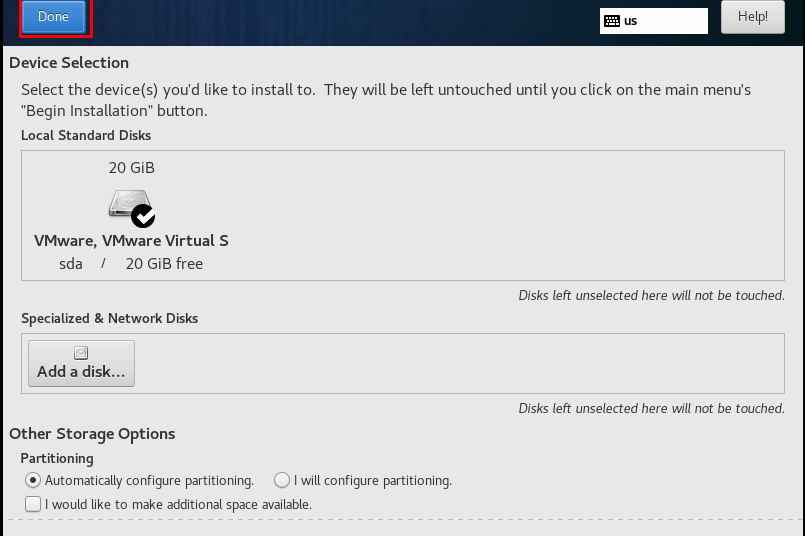 Done
us
Help!
Device Selection
Select the device(s) you'd like to install to.  They will be left untouched until you click on the main menu's
"Begin Installation" button.
Local Standard Disks
20 GiB
VMware, VMware Virtual S
sda / 20 GiB free
Disks left unselected here will not be touched.
Specialized & Network Disks
Add a disk...
Disks left unselected here will not be touched.
Other Storage Options
Partitioning
Automatically configure partitioning. I will configure partitioning.
I would like to make additional space available.